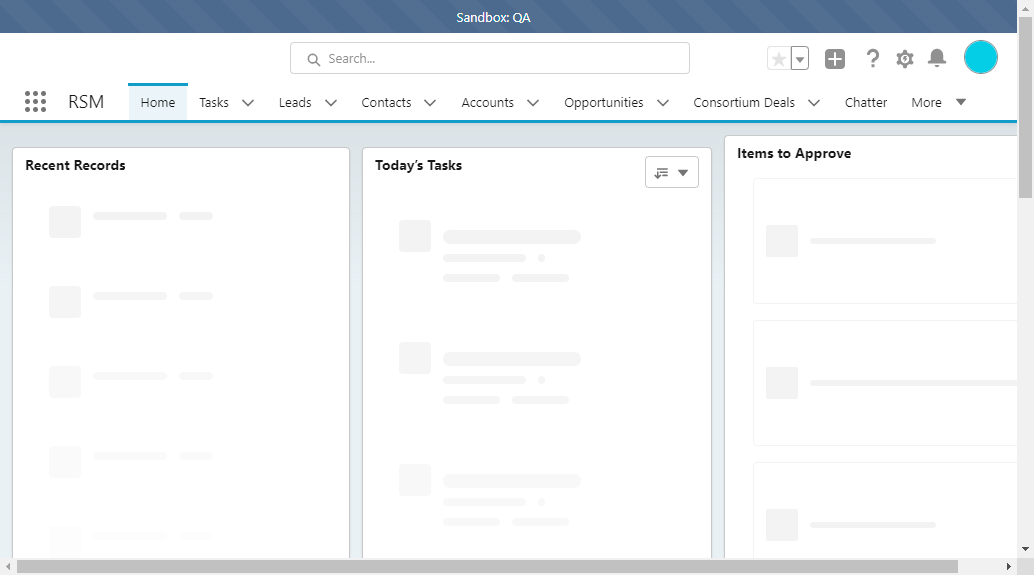 Sandbox: QA
Search...
RSM
Home
Tasks
Leads
Contacts
Accounts
Opportunities
Consortium Deals
Chatter
More
Recent Records
Today's Tasks
Items to Approve